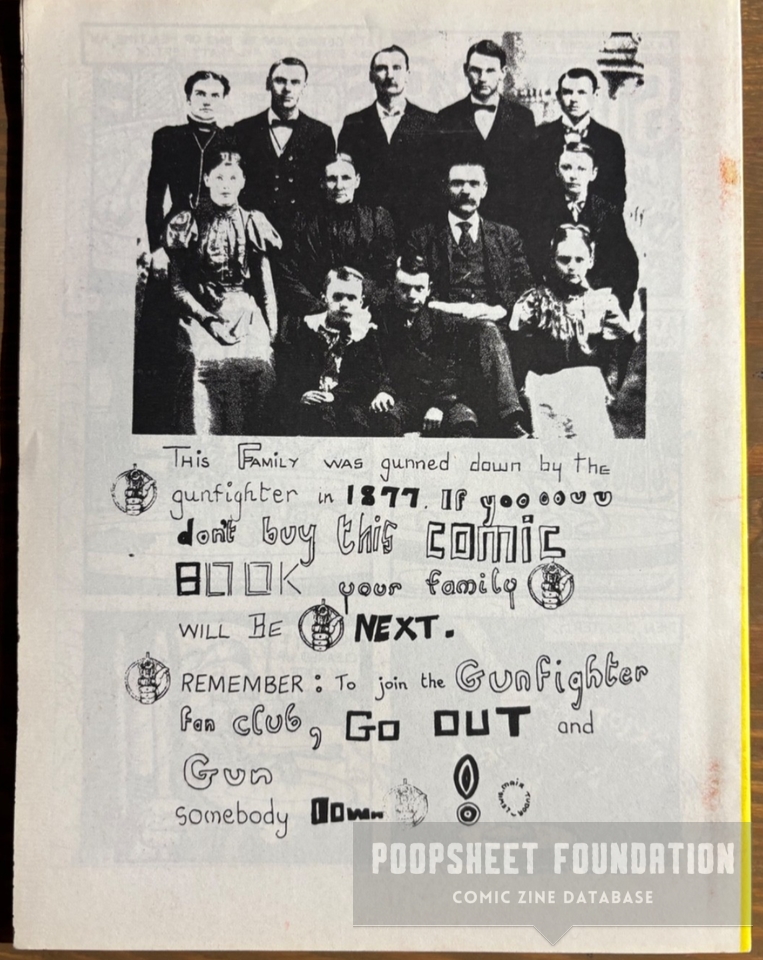 This Family was gunned down by the
gunfighter in 1877. If yoooouu
don't buy this comic
BOOK your family
WILL BE NEXT.
REMEMBER: To join the Gunfighter
fan club, Go OUT and
Gun
somebody Down!
POOPSHEET FOUNDATION
COMIC ZINE DATABASE